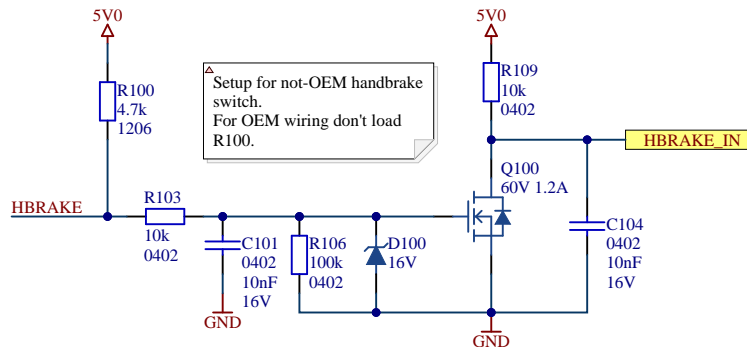 5V0
5V0
R100
4.7k
1206
Setup for not-OEM handbrake
switch.
For OEM wiring don't load
R100.
R109
10k
0402
HBRAKE_IN
Q100
60V 1.2A
HBRAKE
R103
10k
0402
C101
0402
10nF
16V
R106
100k
0402
D100
16V
C104
0402
10nF
16V
GND
GND